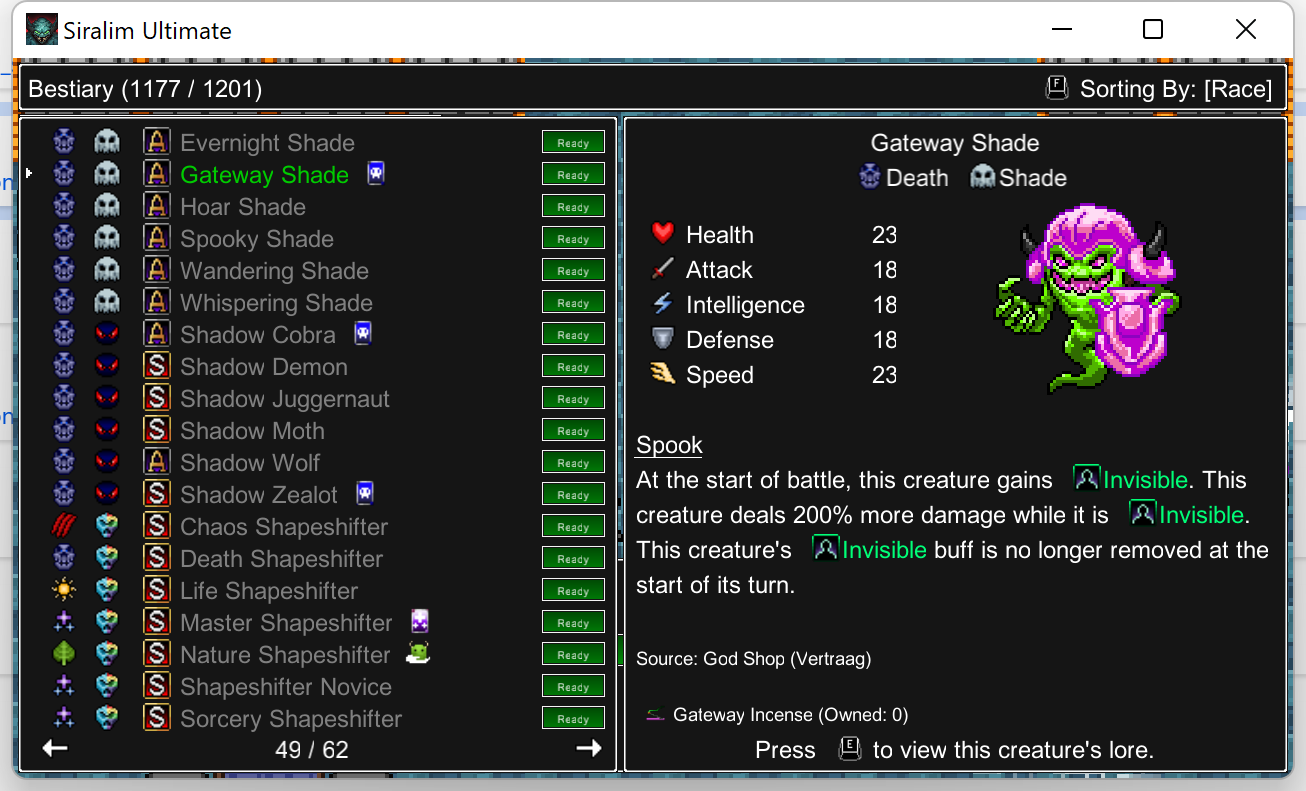 Siralim Ultimate
Bestiary (1177 / 1201)
F Sorting By: [Race]
A Evernight Shade Ready
A Gateway Shade Ready
A Hoar Shade Ready
A Spooky Shade Ready
A Wandering Shade Ready
A Whispering Shade Ready
A Shadow Cobra Ready
S Shadow Demon Ready
S Shadow Juggernaut Ready
S Shadow Moth Ready
A Shadow Wolf Ready
S Shadow Zealot Ready
S Chaos Shapeshifter Ready
S Death Shapeshifter Ready
S Life Shapeshifter Ready
S Master Shapeshifter Ready
S Nature Shapeshifter Ready
S Shapeshifter Novice Ready
S Sorcery Shapeshifter Ready
49 / 62
Gateway Shade
Death Shade
Health 23
Attack 18
Intelligence 18
Defense 18
Speed 23
Spook
At the start of battle, this creature gains Invisible. This
creature deals 200% more damage while it is Invisible.
This creature's Invisible buff is no longer removed at the
start of its turn.
Source: God Shop (Vertraag)
Gateway Incense (Owned: 0)
Press E to view this creature's lore.